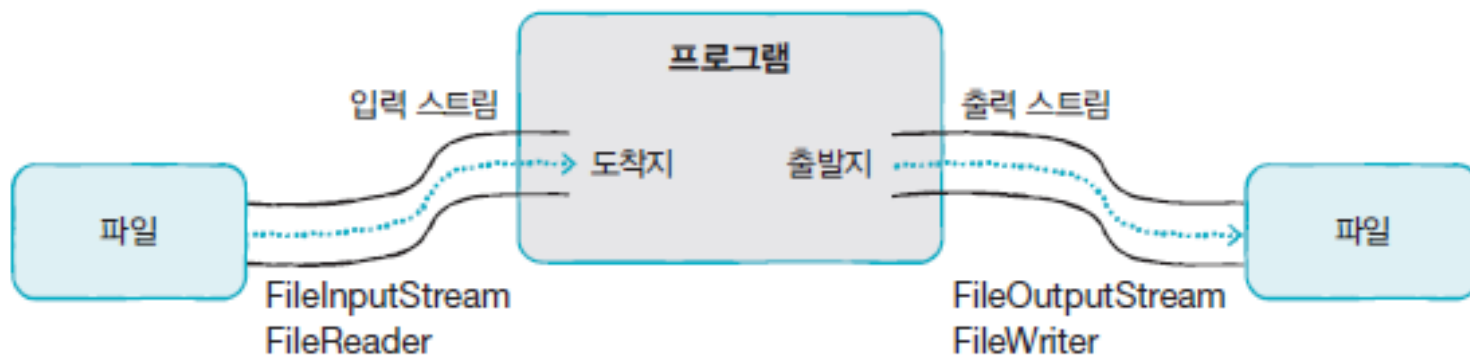 프로그램
입력 스트림
출력 스트림
도착지
출발지
파일
파일
FileInputStream
FileReader
FileOutputStream
FileWriter